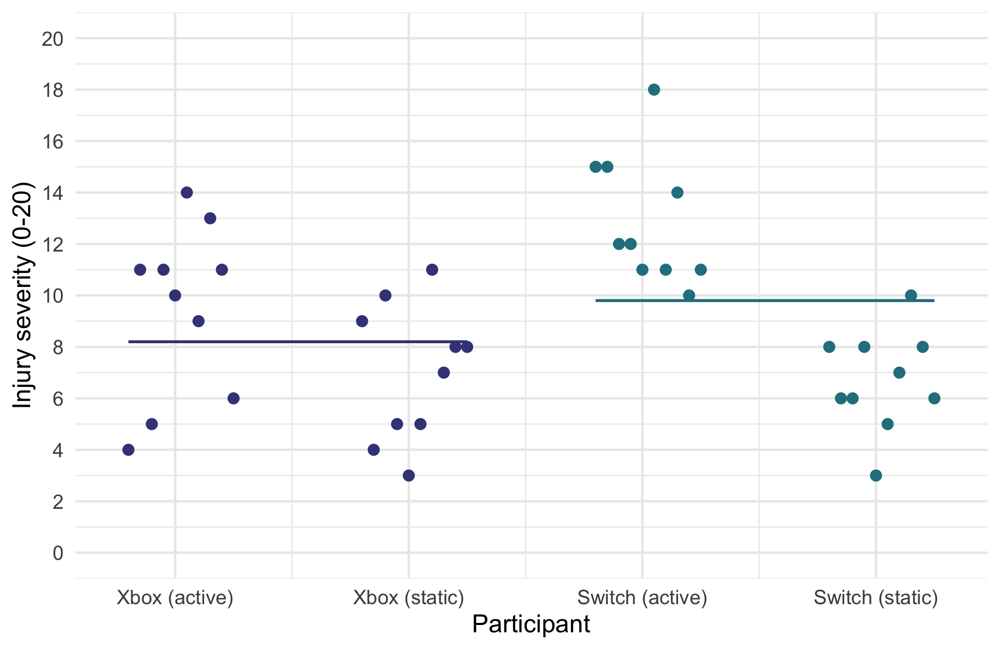 Injury severity (0-20)
20
18
16
14
12
10
8
6
4
2
0
Xbox (active)
Xbox (static)
Switch (active)
Switch (static)
Participant